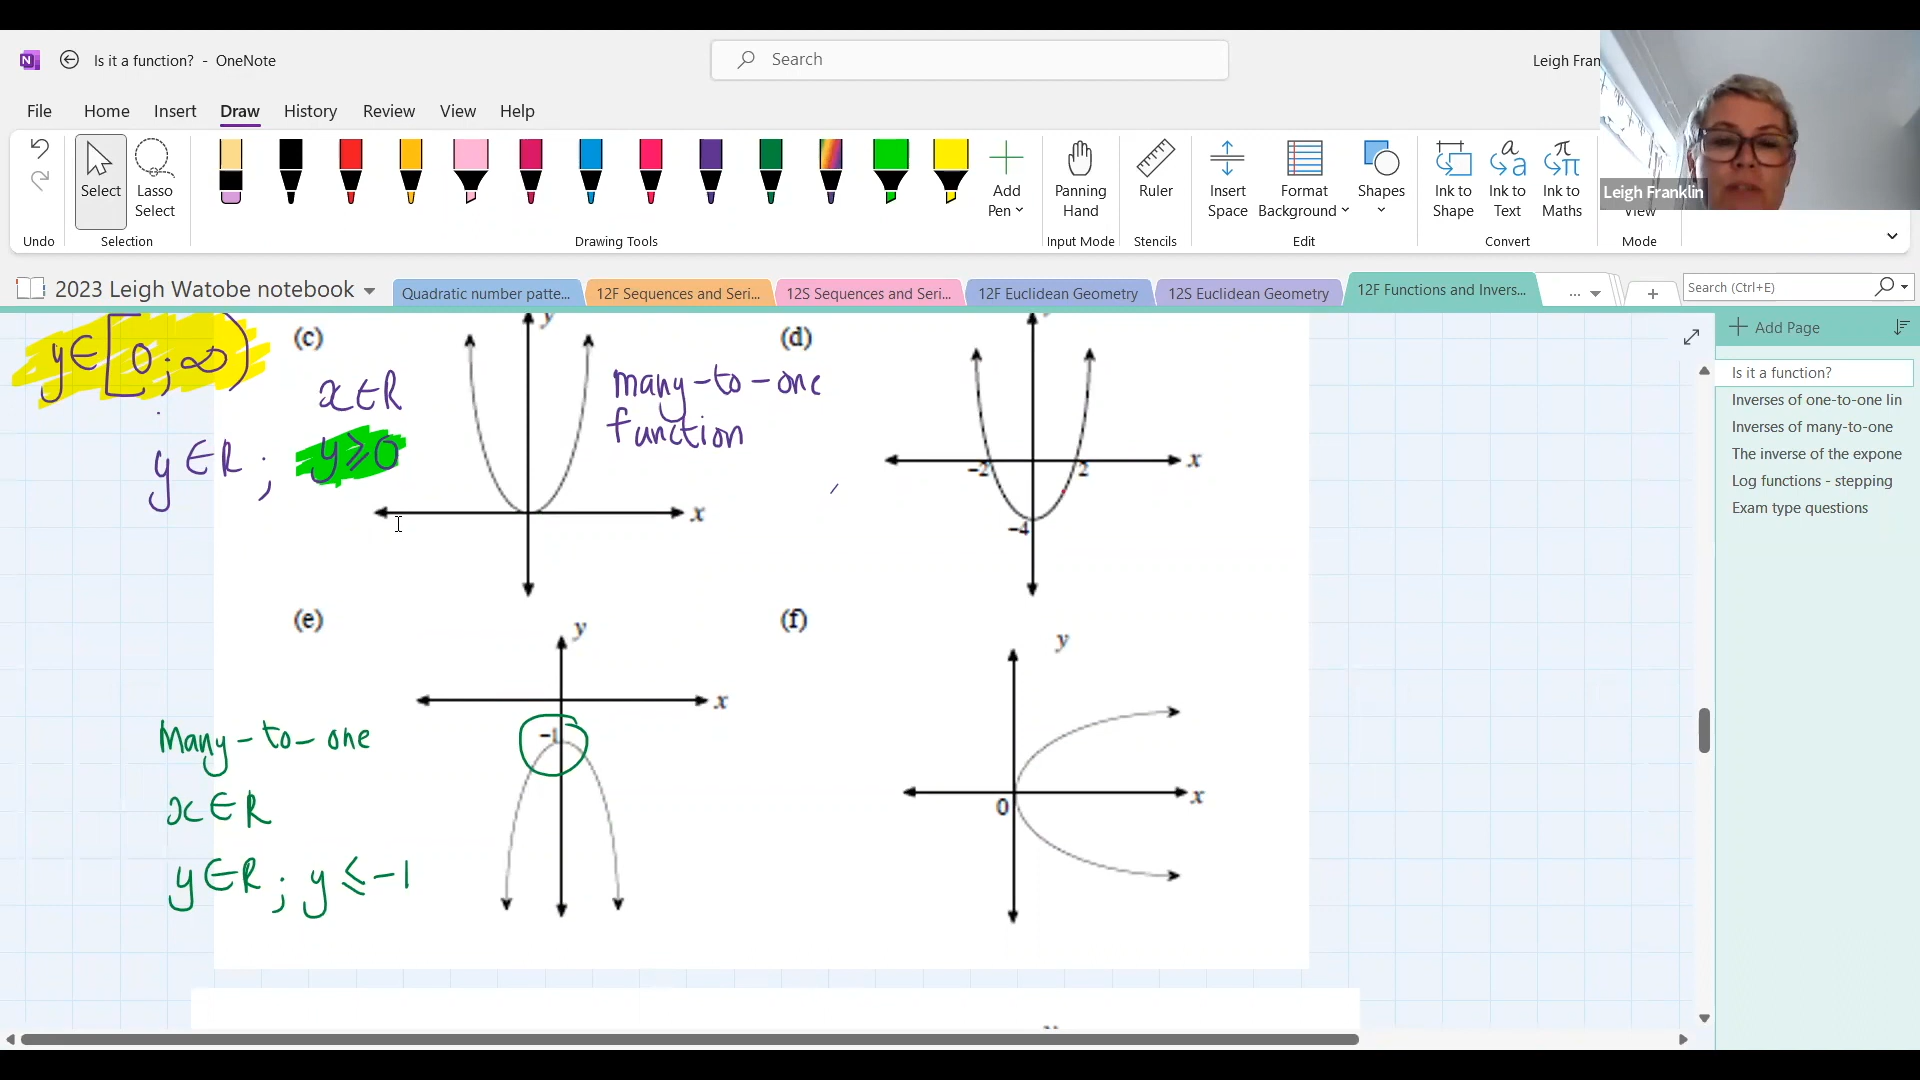 Is it a function? - OneNote
Search
Leigh Fran
File Home Insert Draw History Review View Help
Undo
Select
Lasso
Select
Selection
Drawing Tools
Add
Pen
Panning
Hand
Input Mode
Ruler
Stencils
Insert
Space
Format
Background
Shapes
Edit
Ink to
Shape
Ink to
Text
Ink to
Maths
Convert
View
Mode
Leigh Franklin
2023 Leigh Watobe notebook
Quadratic number patte...
12F Sequences and Seri...
12S Sequences and Seri...
12F Euclidean Geometry
12S Euclidean Geometry
12F Functions and Invers...
...
Search (Ctrl+E)
Add Page
Is it a function?
Inverses of one-to-one lin
Inverses of many-to-one
The inverse of the expone
Log functions - stepping
Exam type questions
y∈[0;∞)
y∈R; y≥0
(c)
x∈R
y
x
many-to-one
function
(d)
x
-2
2
-4
(e)
y
x
-1
Many-to-one
x∈R
y∈R; y≤-1
(f)
y
0
x